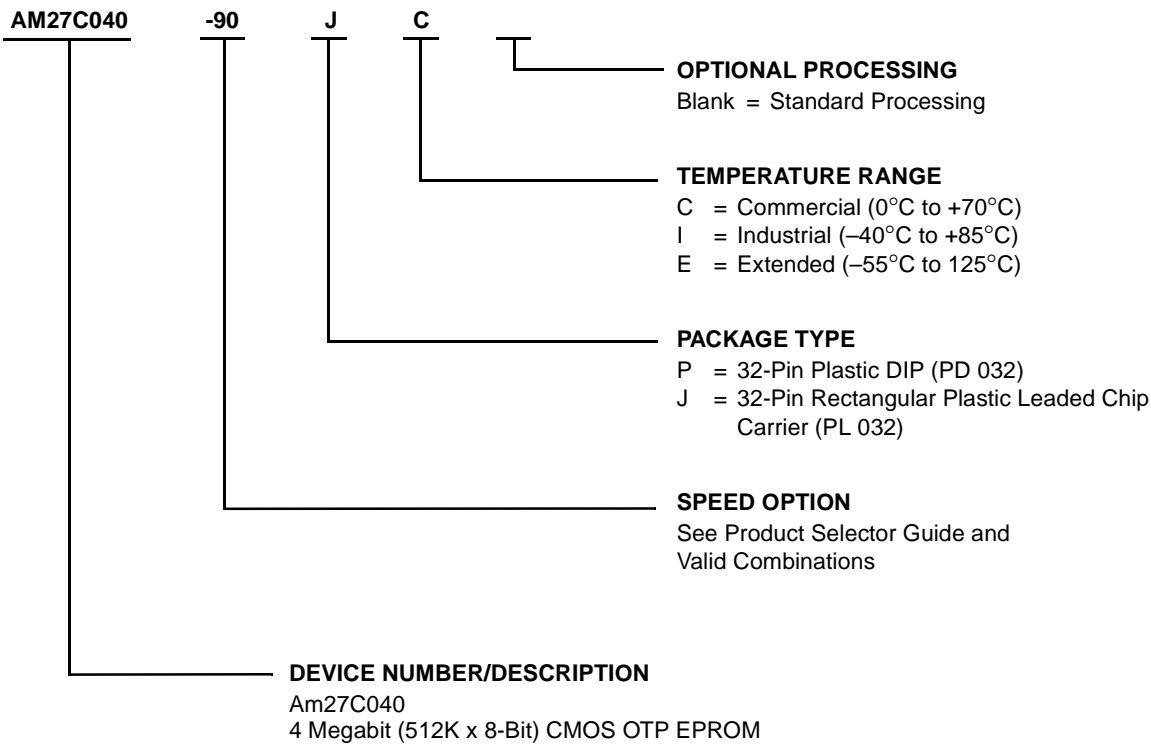 AM27C040 -90 J C
OPTIONAL PROCESSING
Blank = Standard Processing
TEMPERATURE RANGE
C = Commercial (0°C to +70°C)
I = Industrial (–40°C to +85°C)
E = Extended (–55°C to 125°C)
PACKAGE TYPE
P = 32-Pin Plastic DIP (PD 032)
J = 32-Pin Rectangular Plastic Leaded Chip
Carrier (PL 032)
SPEED OPTION
See Product Selector Guide and
Valid Combinations
DEVICE NUMBER/DESCRIPTION
Am27C040
4 Megabit (512K x 8-Bit) CMOS OTP EPROM